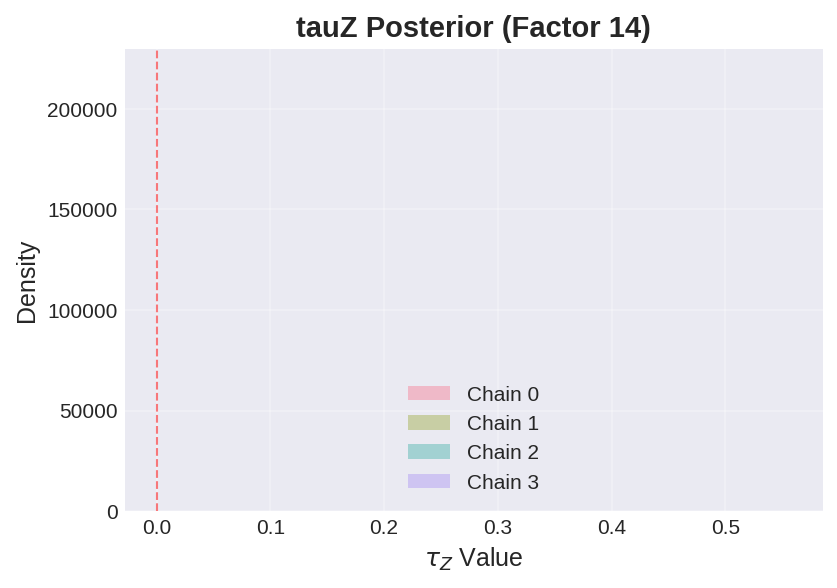 tauZ Posterior (Factor 14)
Density
200000
150000
100000
50000
0
Chain 0
Chain 1
Chain 2
Chain 3
0.0 0.1 0.2 0.3 0.4 0.5
τZ Value